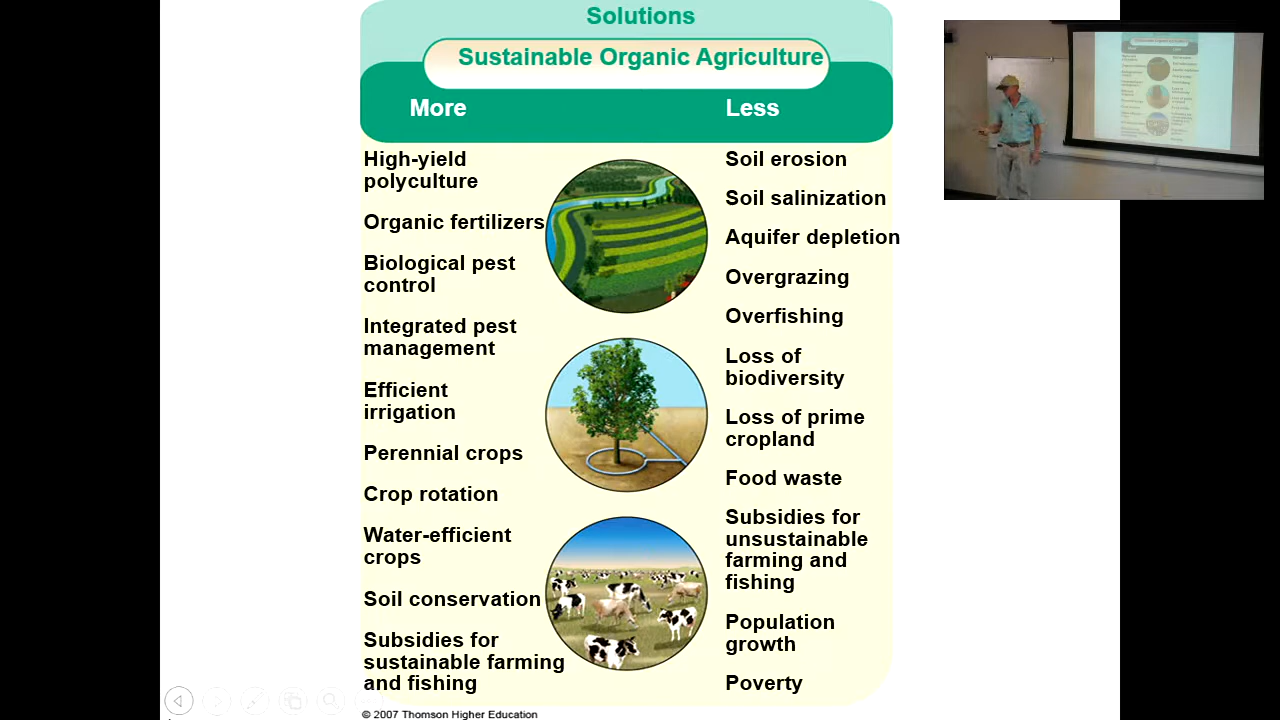 Solutions
Sustainable Organic Agriculture
More
Less
High-yield
polyculture
Organic fertilizers
Biological pest
control
Integrated pest
management
Efficient
irrigation
Perennial crops
Crop rotation
Water-efficient
crops
Soil conservation
Subsidies for
sustainable farming
and fishing
Soil erosion
Soil salinization
Aquifer depletion
Overgrazing
Overfishing
Loss of
biodiversity
Loss of prime
cropland
Food waste
Subsidies for
unsustainable
farming and
fishing
Population
growth
Poverty
© 2007 Thomson Higher Education